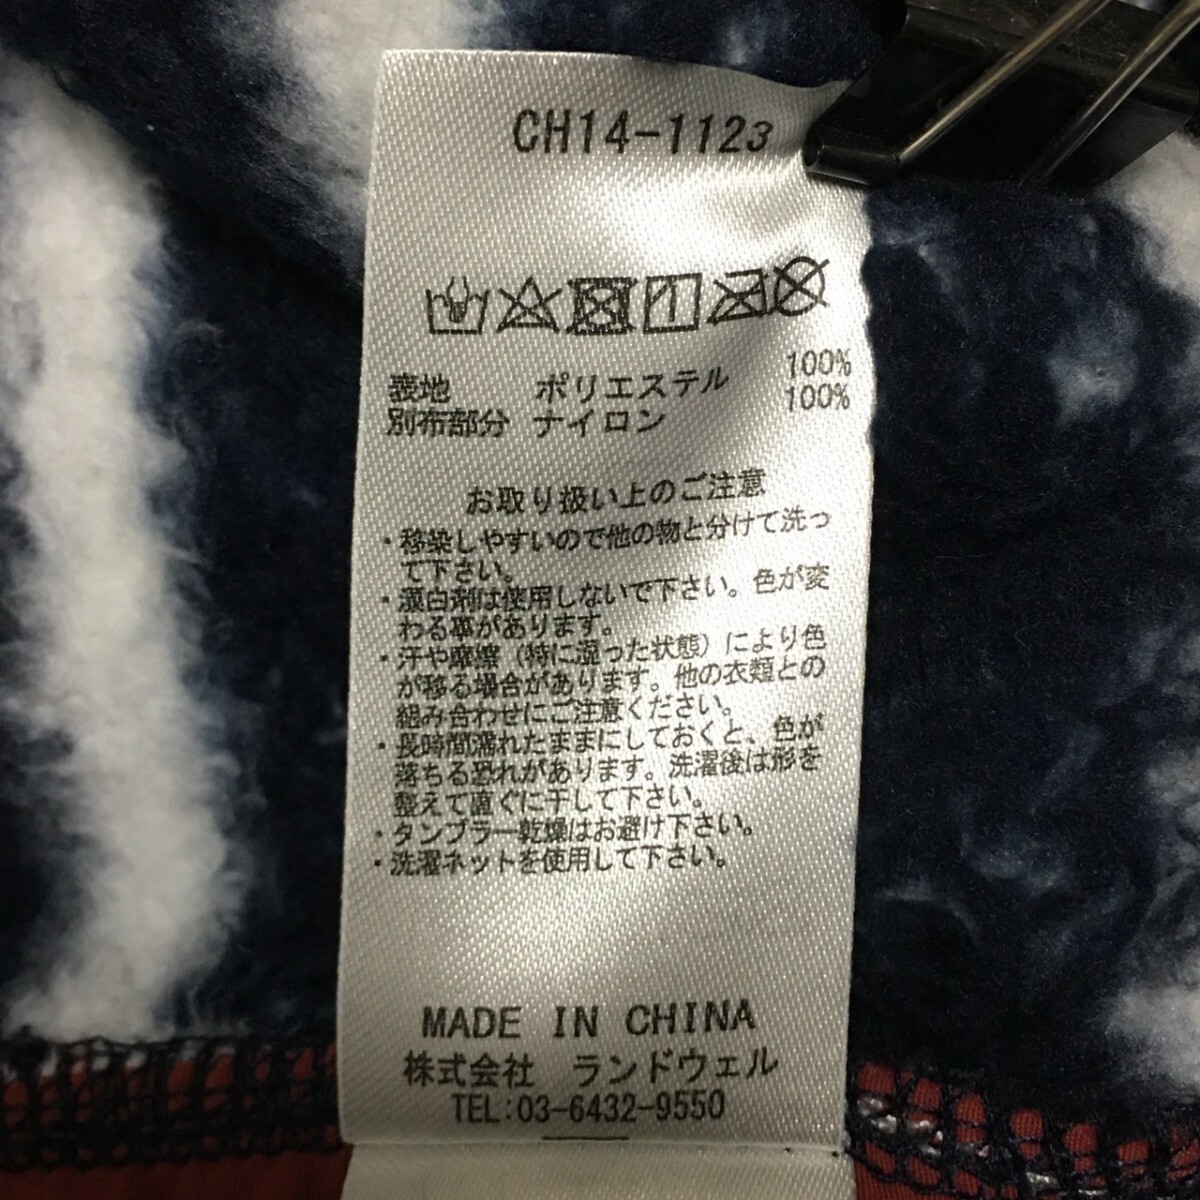 CH14-1123
表地 ポリエステル 100%
別布部分 ナイロン 100%
お取り扱い上のご注意
・移染しやすいので他の物と分けて洗っ
て下さい。
・漂白剤は使用しないで下さい。色が変
わる事があります。
・汗や摩擦（特に湿った状態）により色
が移る場合があります。他の衣類との
組み合わせにご注意ください。
・長時間濡れたままにしておくと、色が
落ちる恐れがあります。洗濯後は形を
整えて直ぐに干して下さい。
・タンブラー乾燥はお避け下さい。
・洗濯ネットを使用して下さい。
MADE IN CHINA
株式会社 ランドウェル
TEL:03-6432-9550